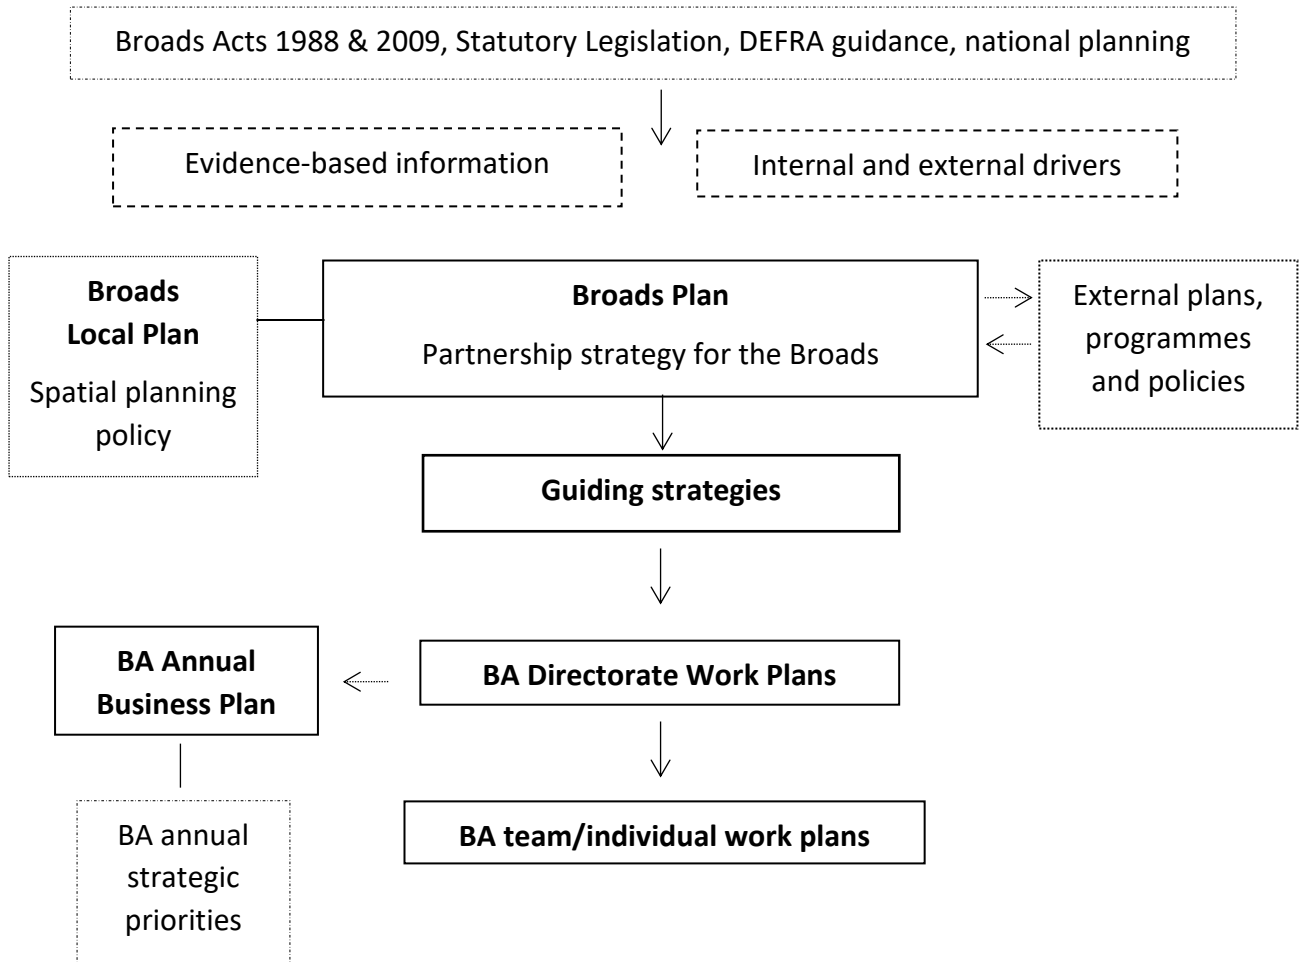 Broads Acts 1988 & 2009, Statutory Legislation, DEFRA guidance, national planning
Evidence-based information
Internal and external drivers
Broads
Local Plan
Spatial planning
policy
Broads Plan
Partnership strategy for the Broads
External plans,
programmes
and policies
Guiding strategies
BA Annual
Business Plan
BA Directorate Work Plans
BA annual
strategic
priorities
BA team/individual work plans